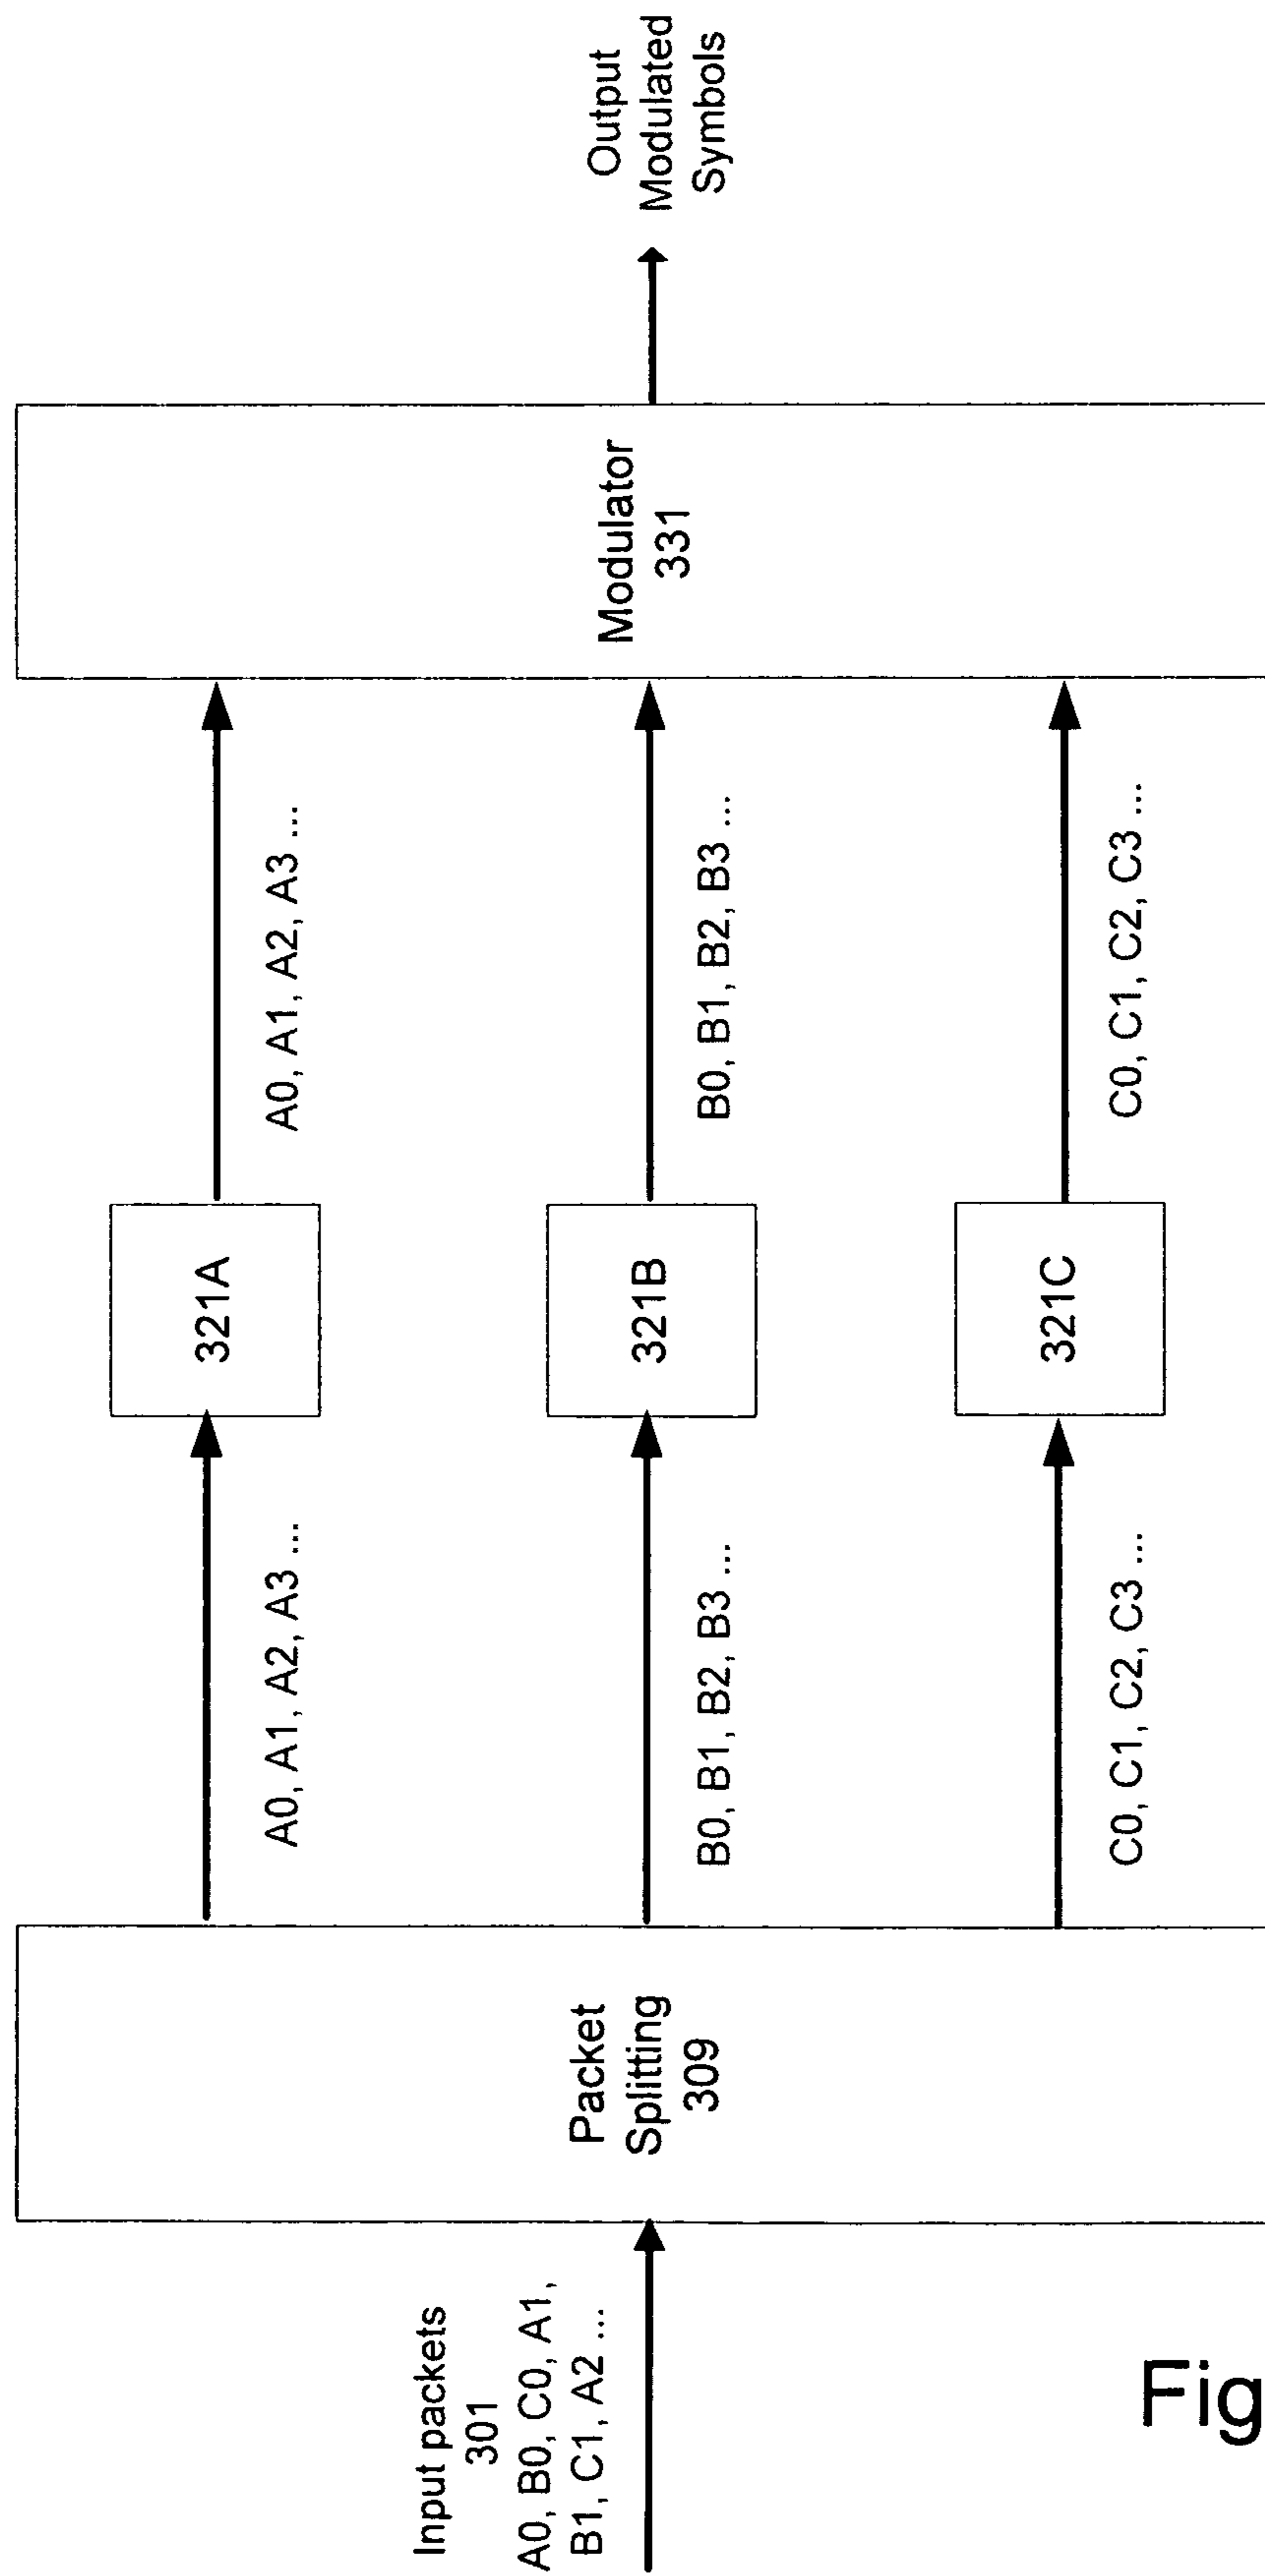 Input packets
301
A0, B0, C0, A1,
B1, C1, A2 ...
Packet
Splitting
309
A0, A1, A2, A3 ...
B0, B1, B2, B3 ...
C0, C1, C2, C3 ...
321A
321B
321C
A0, A1, A2, A3 ...
B0, B1, B2, B3 ...
C0, C1, C2, C3 ...
Modulator
331
Output
Modulated
Symbols
Fig